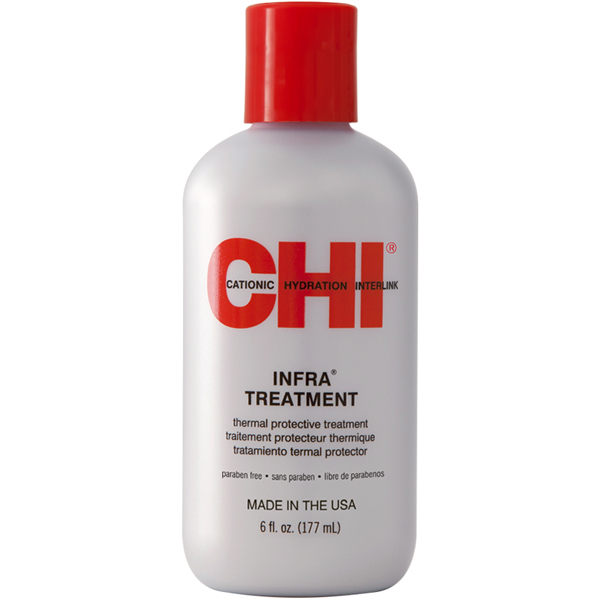 CHI®
CATIONIC HYDRATION INTERLINK
INFRA®
TREATMENT
thermal protective treatment
traitement protecteur thermique
tratamiento termal protector
paraben free • sans paraben • libre de parabenos
MADE IN THE USA
6 fl. oz. (177 mL)